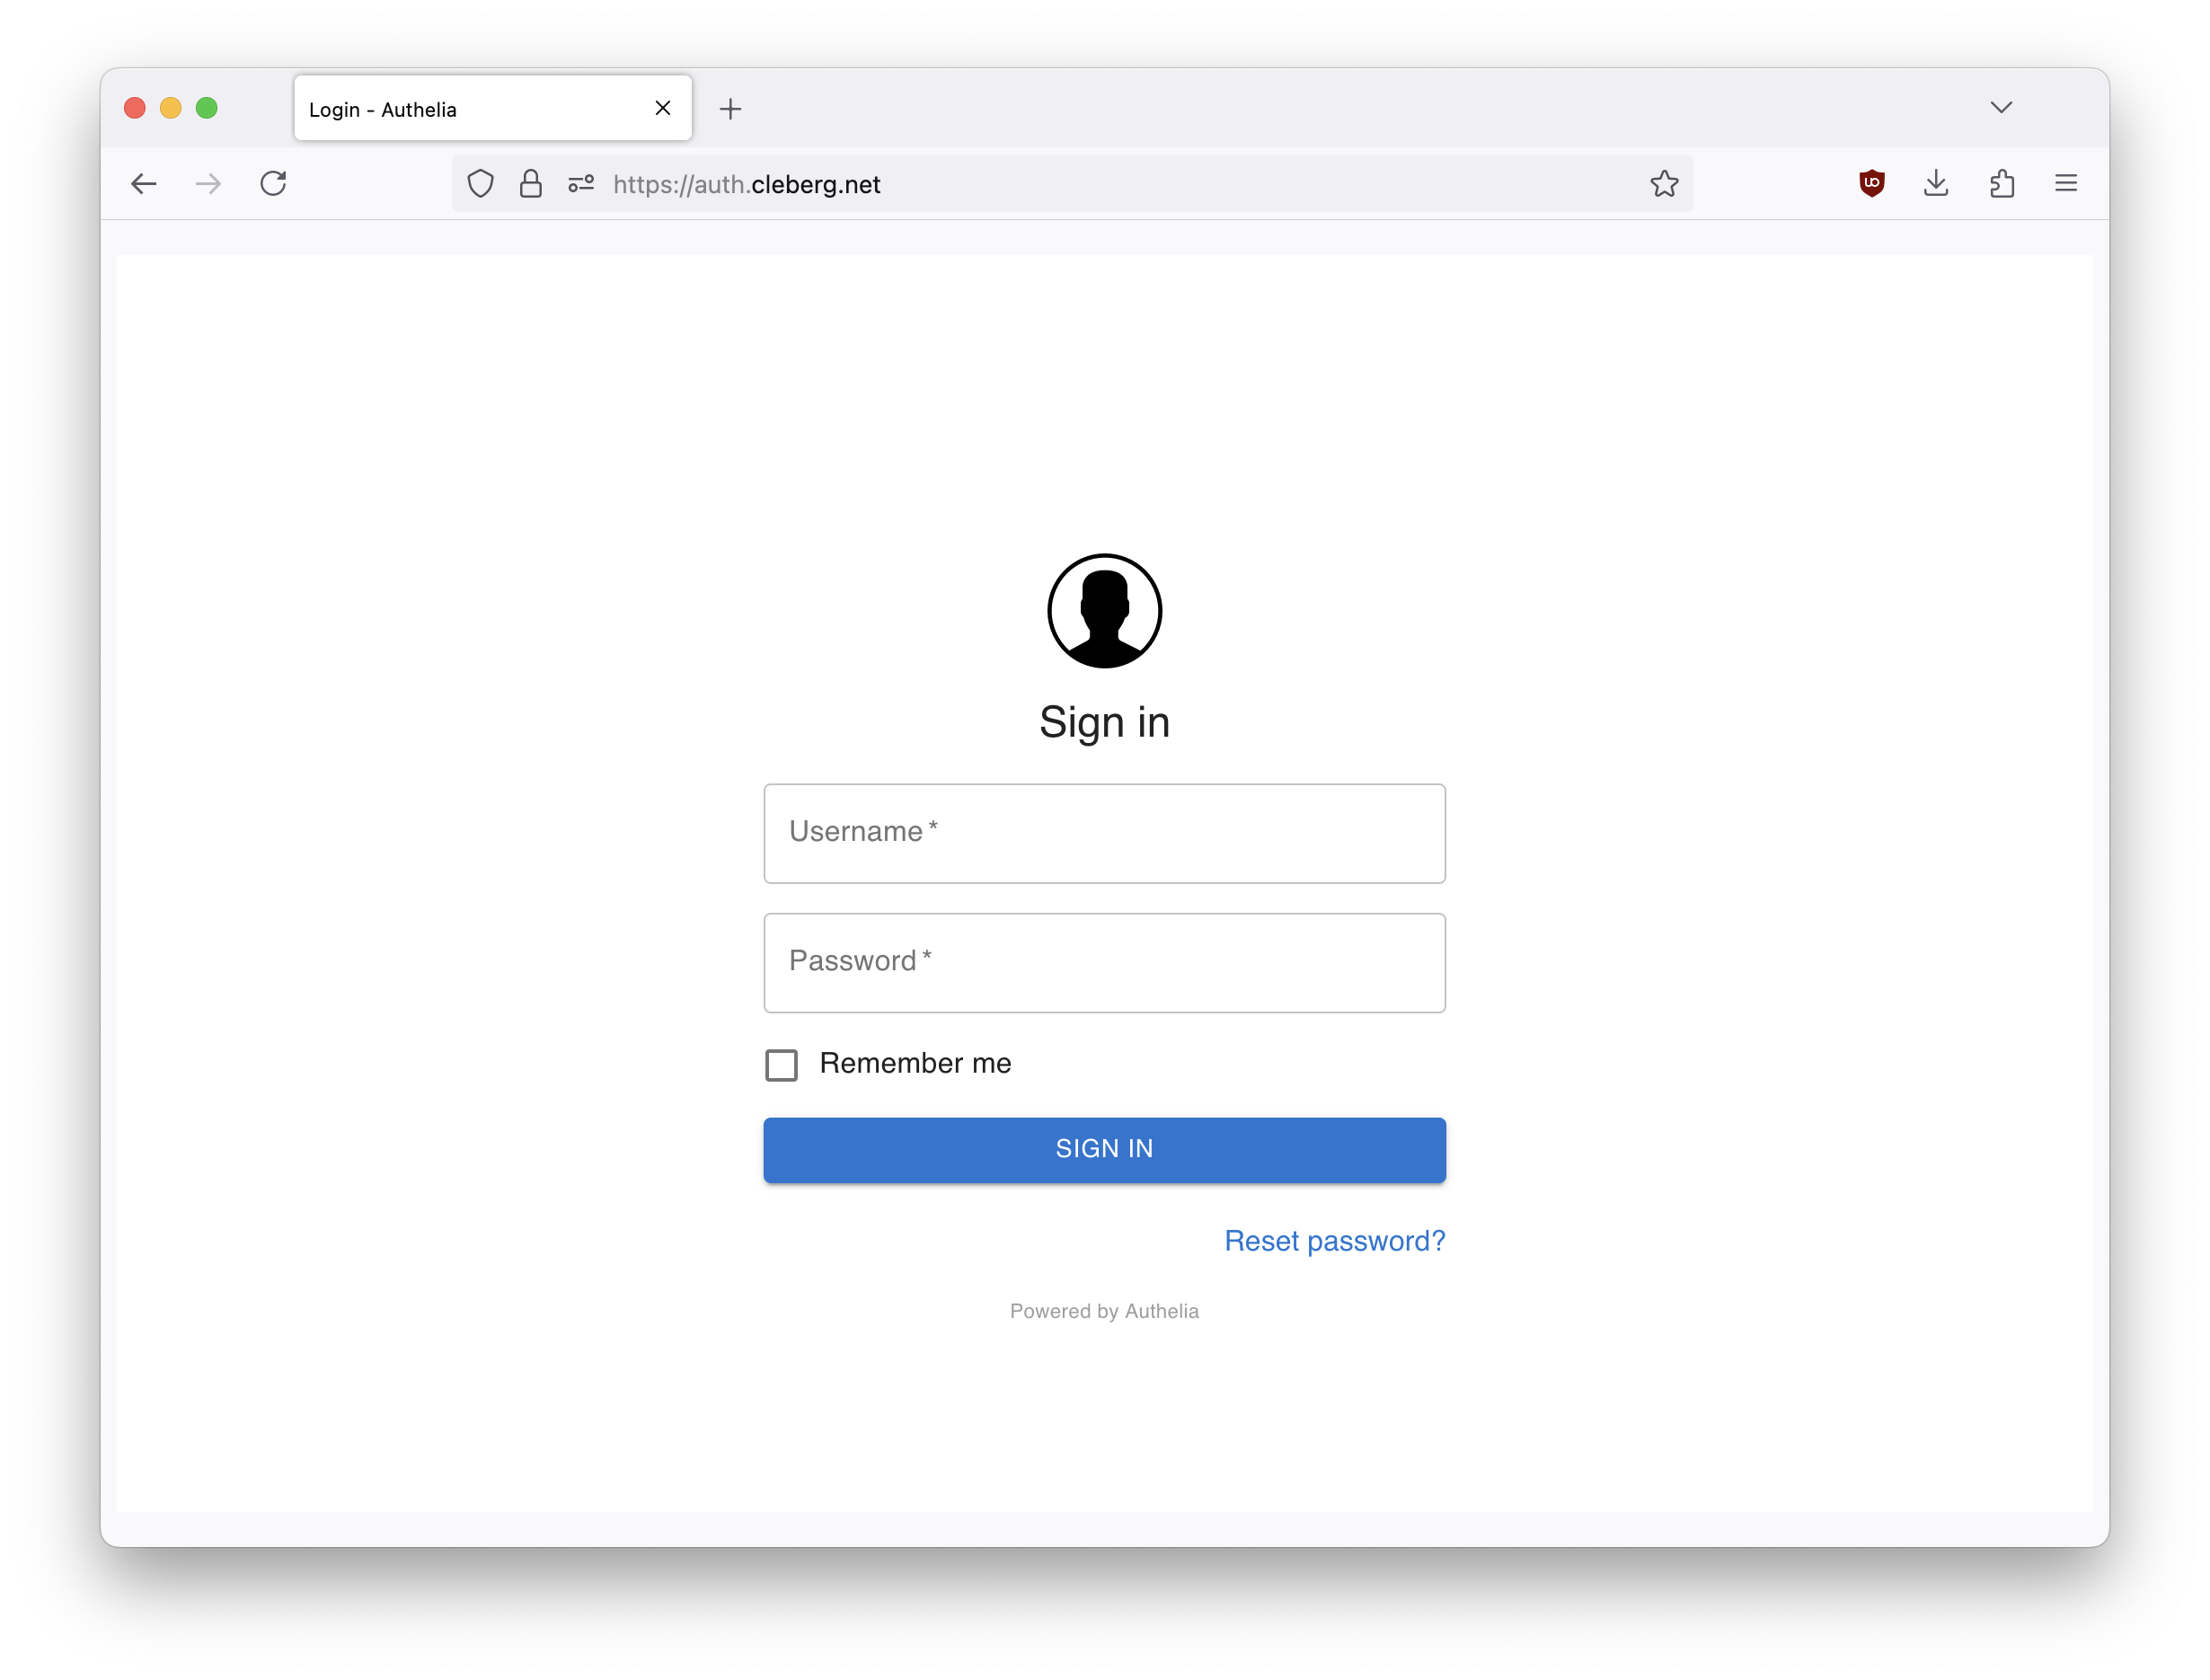 Login - Authelia
https://auth.cleberg.net
Sign in
Username *
Password *
Remember me
SIGN IN
Reset password?
Powered by Authelia